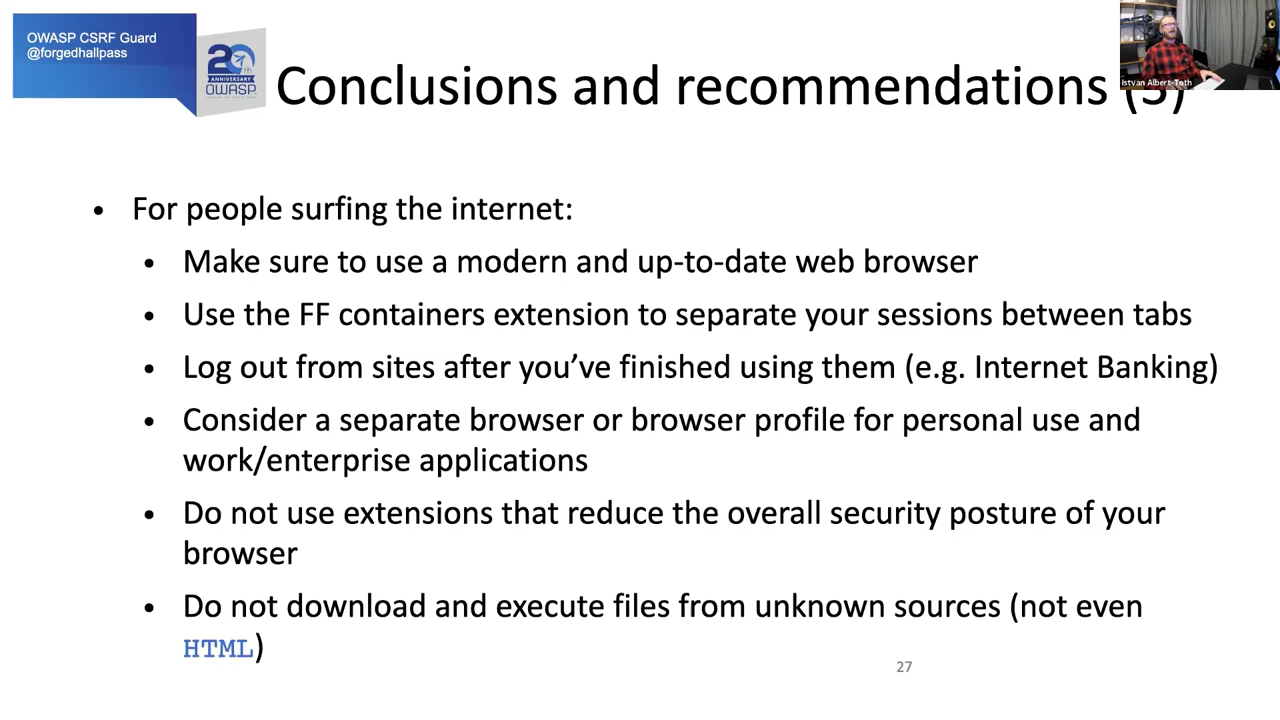 OWASP CSRF Guard
@forgedhallpass
20th
ANNIVERSARY
OWASP
Conclusions and recommendations
Istvan Albert-Toth
• For people surfing the internet:
• Make sure to use a modern and up-to-date web browser
• Use the FF containers extension to separate your sessions between tabs
• Log out from sites after you’ve finished using them (e.g. Internet Banking)
• Consider a separate browser or browser profile for personal use and
work/enterprise applications
• Do not use extensions that reduce the overall security posture of your
browser
• Do not download and execute files from unknown sources (not even
HTML)
27